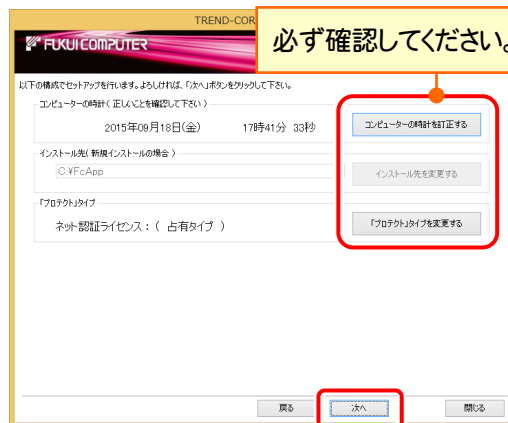 TREND-COR
必ず確認してください。
FUKUI COMPUTER
以下の構成でセットアップを行います。よろしければ、「次へ」ボタンをクリックして下さい。
コンピューターの時計( 正しいことを確認して下さい )
2015年09月18日(金) 17時41分 33秒
コンピューターの時計を訂正する
インストール先( 新規インストールの場合 )
C:¥FcApp
インストール先を変更する
「プロテクト」タイプ
ネット認証ライセンス：( 占有タイプ )
「プロテクト」タイプを変更する
戻る 次へ 閉じる